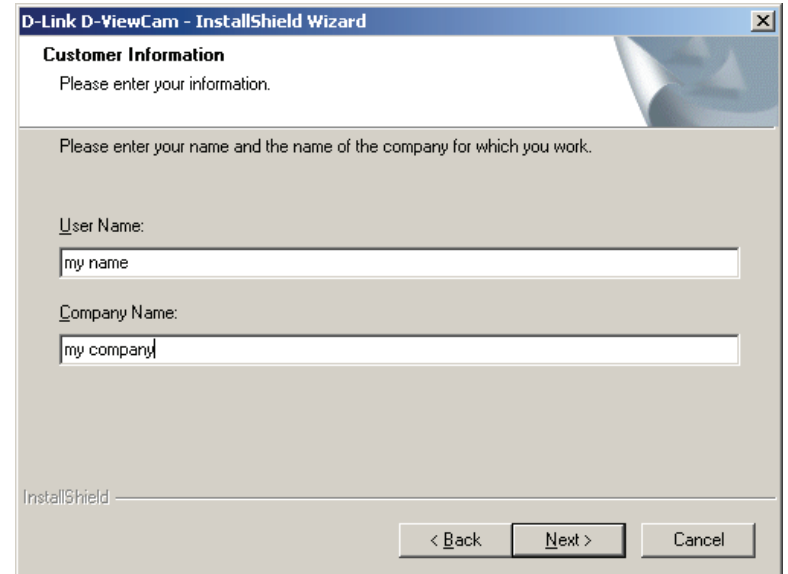 D-Link D-ViewCam - InstallShield Wizard
Customer Information
Please enter your information.
Please enter your name and the name of the company for which you work.
User Name:
my name
Company Name:
my company
InstallShield
< Back Next > Cancel